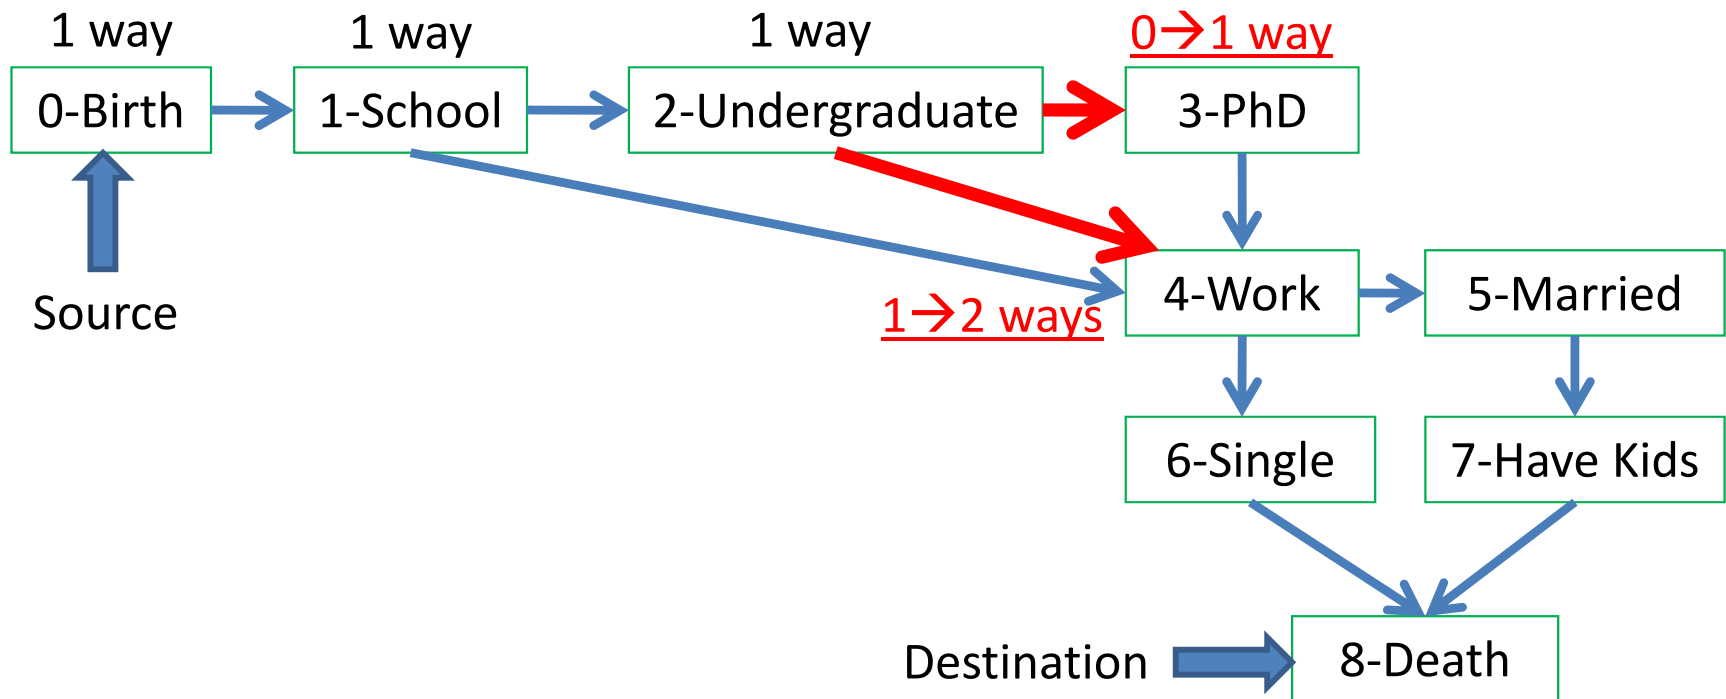 1 way
1 way
1 way
0→1 way
0-Birth
1-School
2-Undergraduate
3-PhD
Source
1→2 ways
4-Work
5-Married
6-Single
7-Have Kids
Destination
8-Death